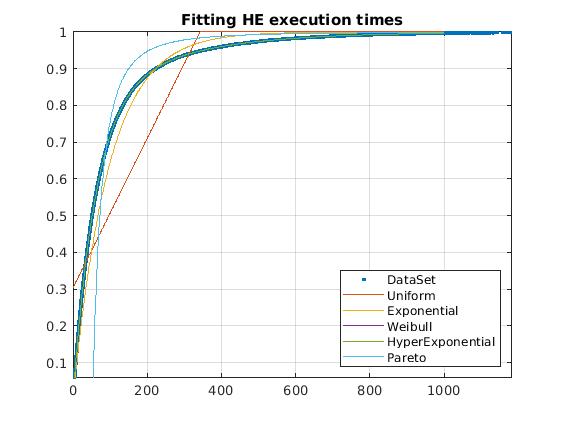 Fitting HE execution times
1
0.9
0.8
0.7
0.6
0.5
0.4
0.3
0.2
0.1
DataSet
Uniform
Exponential
Weibull
HyperExponential
Pareto
0 200 400 600 800 1000